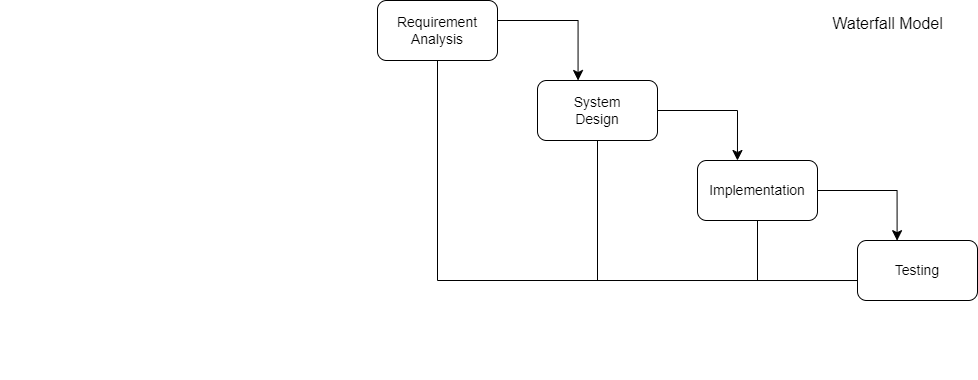 Requirement
Analysis
Waterfall Model
System
Design
Implementation
Testing